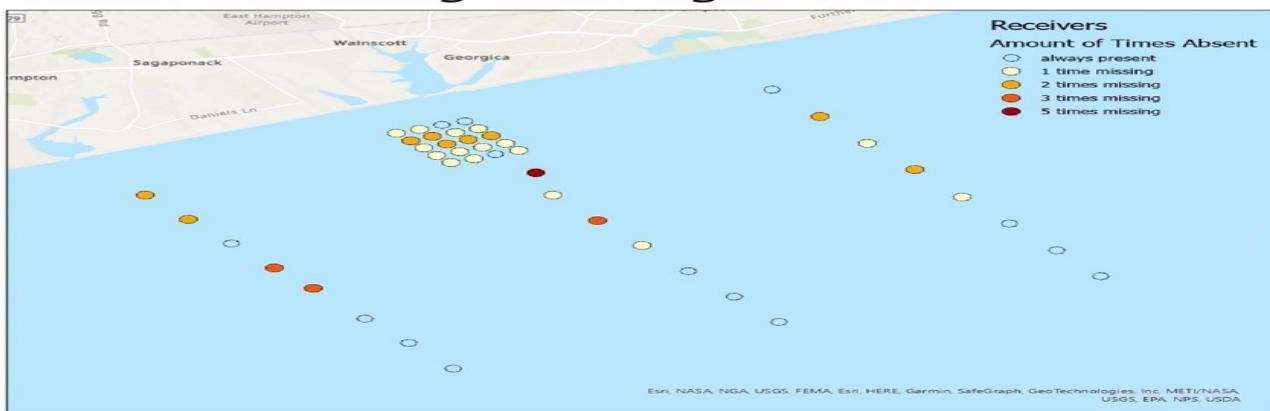 79
East Hampton
Airport
Wainscott
Georgica
Sagaponack
mpton
Daniels Ln
Receivers
Amount of Times Absent
always present
1 time missing
2 times missing
3 times missing
5 times missing
Esri, NASA, NGA, USGS, FEMA, Esri, HERE, Garmin, SafeGraph, GeoTechnologies, Inc, METI/NASA,
USGS, EPA, NPS, USDA